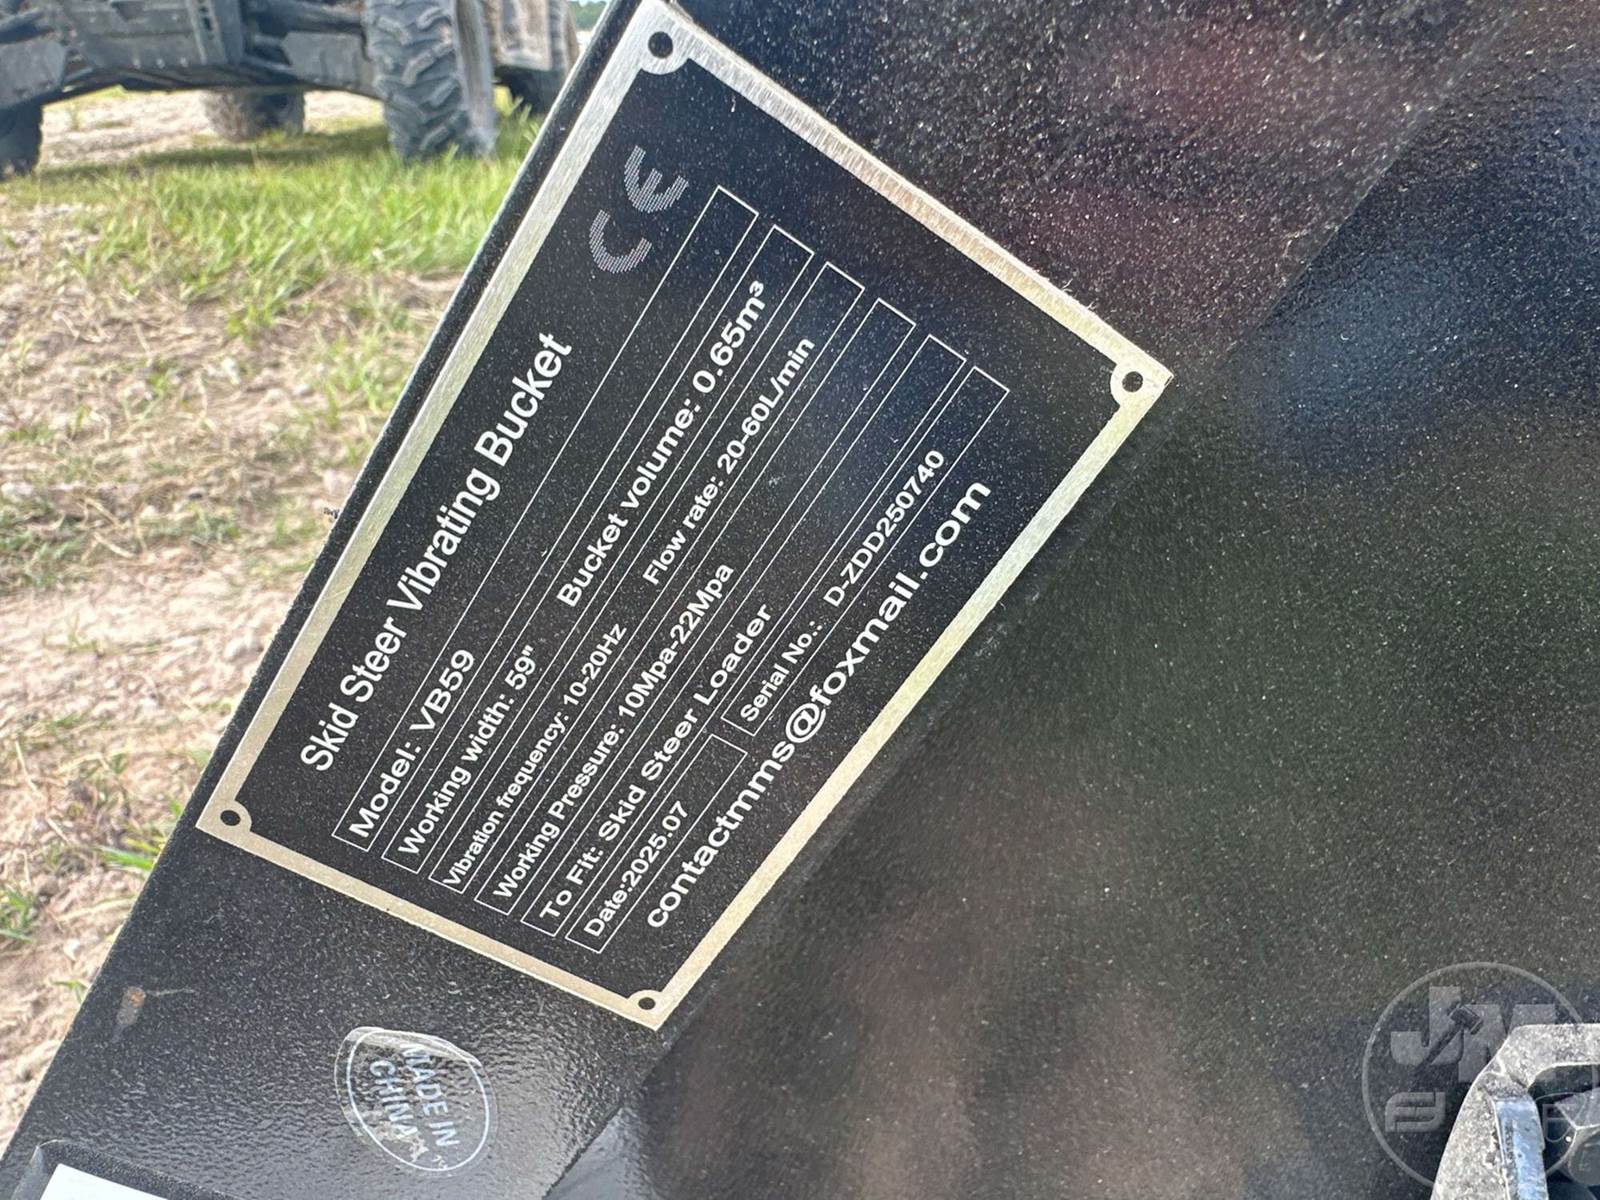 CE
Skid Steer Vibrating Bucket
Model: VB59
Working width: 59" Bucket volume: 0.65m³
Vibration frequency: 10-20Hz Flow rate: 20-60L/min
Working Pressure: 10Mpa-22Mpa
To Fit: Skid Steer Loader
Date:2025.07 Serial No.: D-ZDD250740
contactmms@foxmail.com
MADE IN
CHINA